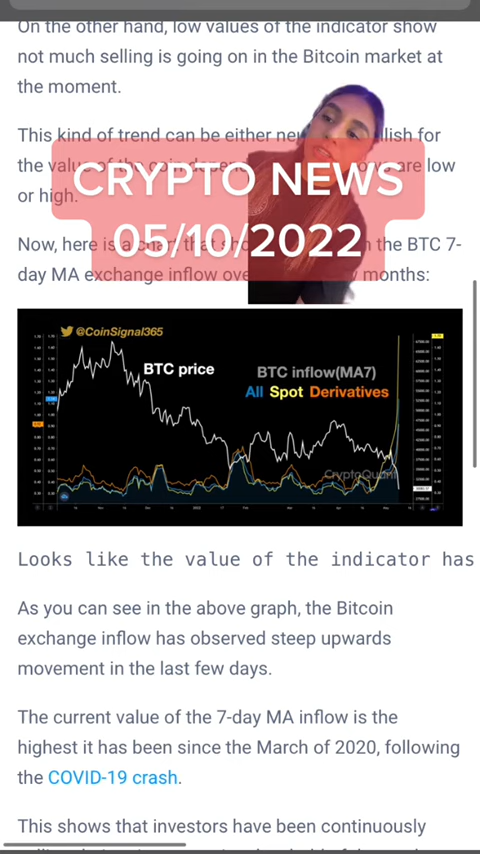 On the other hand, low values of the indicator show
not much selling is going on in the Bitcoin market at
the moment.
This kind of trend can be either
for
the
are low
or high.
CRYPTO NEWS
05/10/2022
Now, here is a chart that
the BTC 7-
day MA exchange inflow
months:
@CoinSignal365
BTC price
BTC inflow(MA7)
All Spot Derivatives
CryptoQuant
Looks like the value of the indicator has
As you can see in the above graph, the Bitcoin
exchange inflow has observed steep upwards
movement in the last few days.
The current value of the 7-day MA inflow is the
highest it has been since the March of 2020, following
the COVID-19 crash.
This shows that investors have been continuously